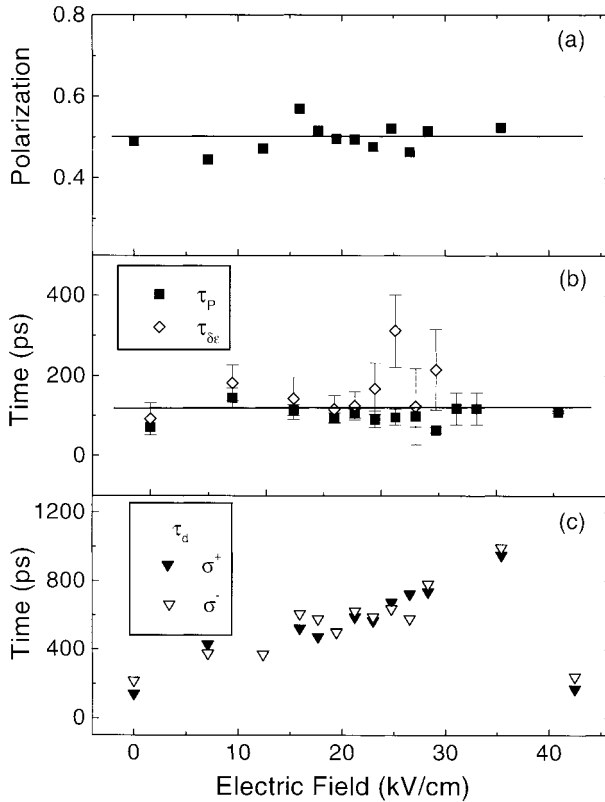 (a)
Polarization
0.8
0.6
0.4
(b)
Time (ps)
400
200
0
τP
τδε
(c)
Time (ps)
1200
800
400
0
τd
σ+
σ-
0 10 20 30 40
Electric Field (kV/cm)